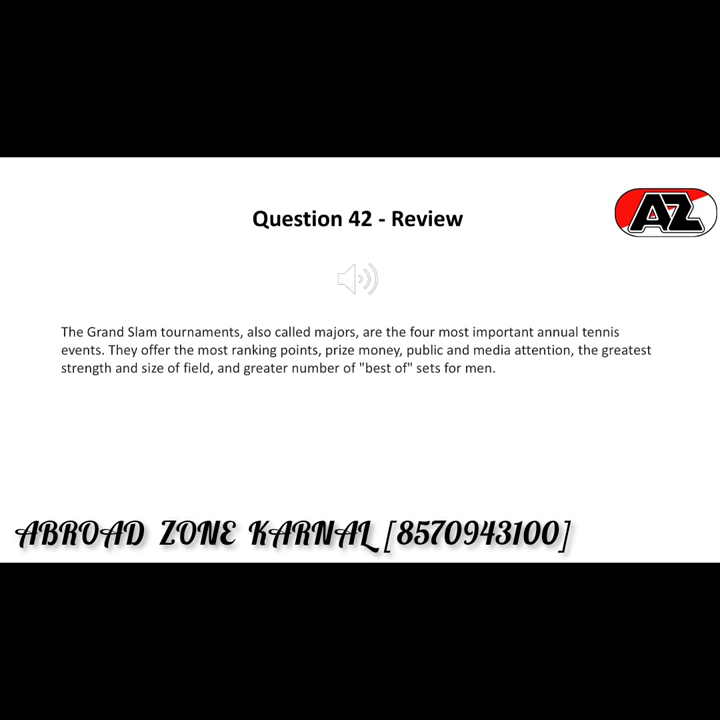 Question 42 - Review
AZ
The Grand Slam tournaments, also called majors, are the four most important annual tennis
events. They offer the most ranking points, prize money, public and media attention, the greatest
strength and size of field, and greater number of "best of" sets for men.
ABROAD ZONE KARNAL [8570943100]